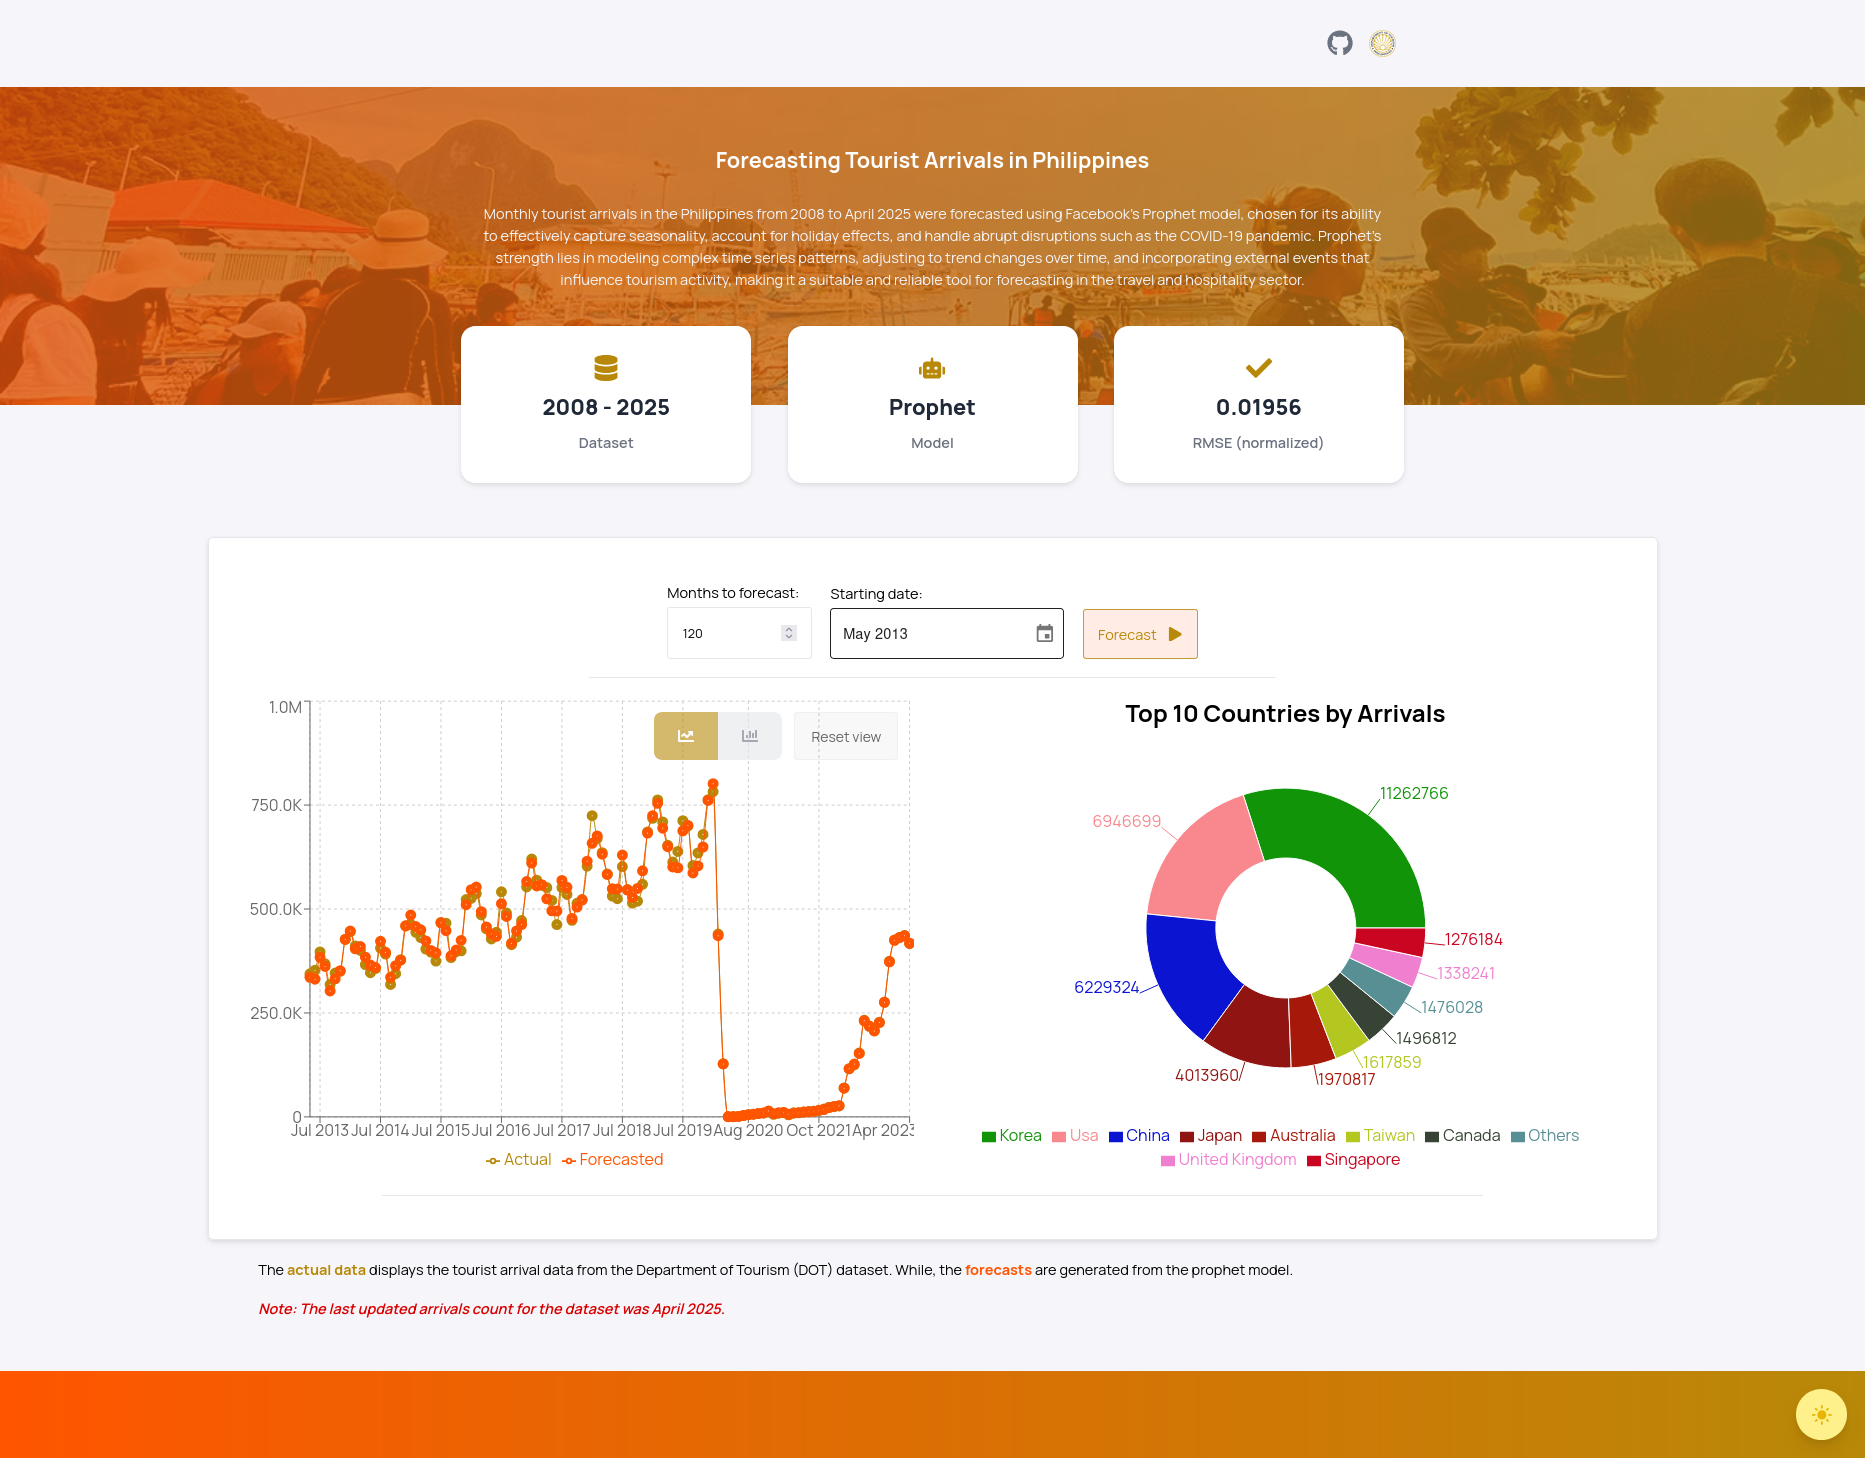 Forecasting Tourist Arrivals in Philippines
Monthly tourist arrivals in the Philippines from 2008 to April 2025 were forecasted using Facebook's Prophet model, chosen for its ability
to effectively capture seasonality, account for holiday effects, and handle abrupt disruptions such as the COVID-19 pandemic. Prophet's
strength lies in modeling complex time series patterns, adjusting to trend changes over time, and incorporating external events that
influence tourism activity, making it a suitable and reliable tool for forecasting in the travel and hospitality sector.
2008 - 2025
Dataset
Prophet
Model
0.01956
RMSE (normalized)
Months to forecast:
120
Starting date:
May 2013
Forecast
1.0M
750.0K
500.0K
250.0K
0
Reset view
Jul 2013 Jul 2014 Jul 2015 Jul 2016 Jul 2017 Jul 2018 Jul 2019 Aug 2020 Oct 2021 Apr 2023
Actual Forecasted
Top 10 Countries by Arrivals
11262766
6946699
6229324
4013960
1970817
1617859
1496812
1476028
1338241
1276184
Korea Usa China Japan Australia Taiwan Canada Others
United Kingdom Singapore
The actual data displays the tourist arrival data from the Department of Tourism (DOT) dataset. While, the forecasts are generated from the prophet model.
Note: The last updated arrivals count for the dataset was April 2025.